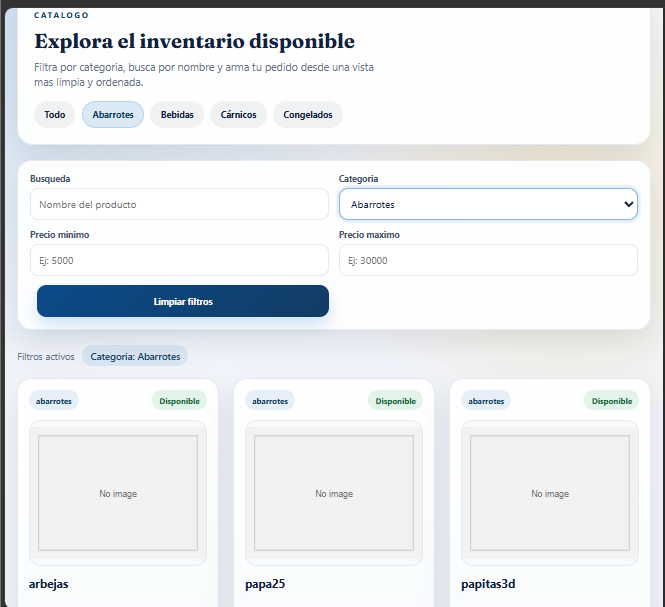 CATALOGO
Explora el inventario disponible
Filtra por categoria, busca por nombre y arma tu pedido desde una vista
mas limpia y ordenada.
Todo Abarrotes Bebidas Cárnicos Congelados
Busqueda Categoria
Nombre del producto Abarrotes
Precio minimo Precio maximo
Ej: 5000 Ej: 30000
Limpiar filtros
Filtros activos Categoria: Abarrotes
abarrotes Disponible abarrotes Disponible abarrotes Disponible
No image No image No image
arbejas papa25 papitas3d